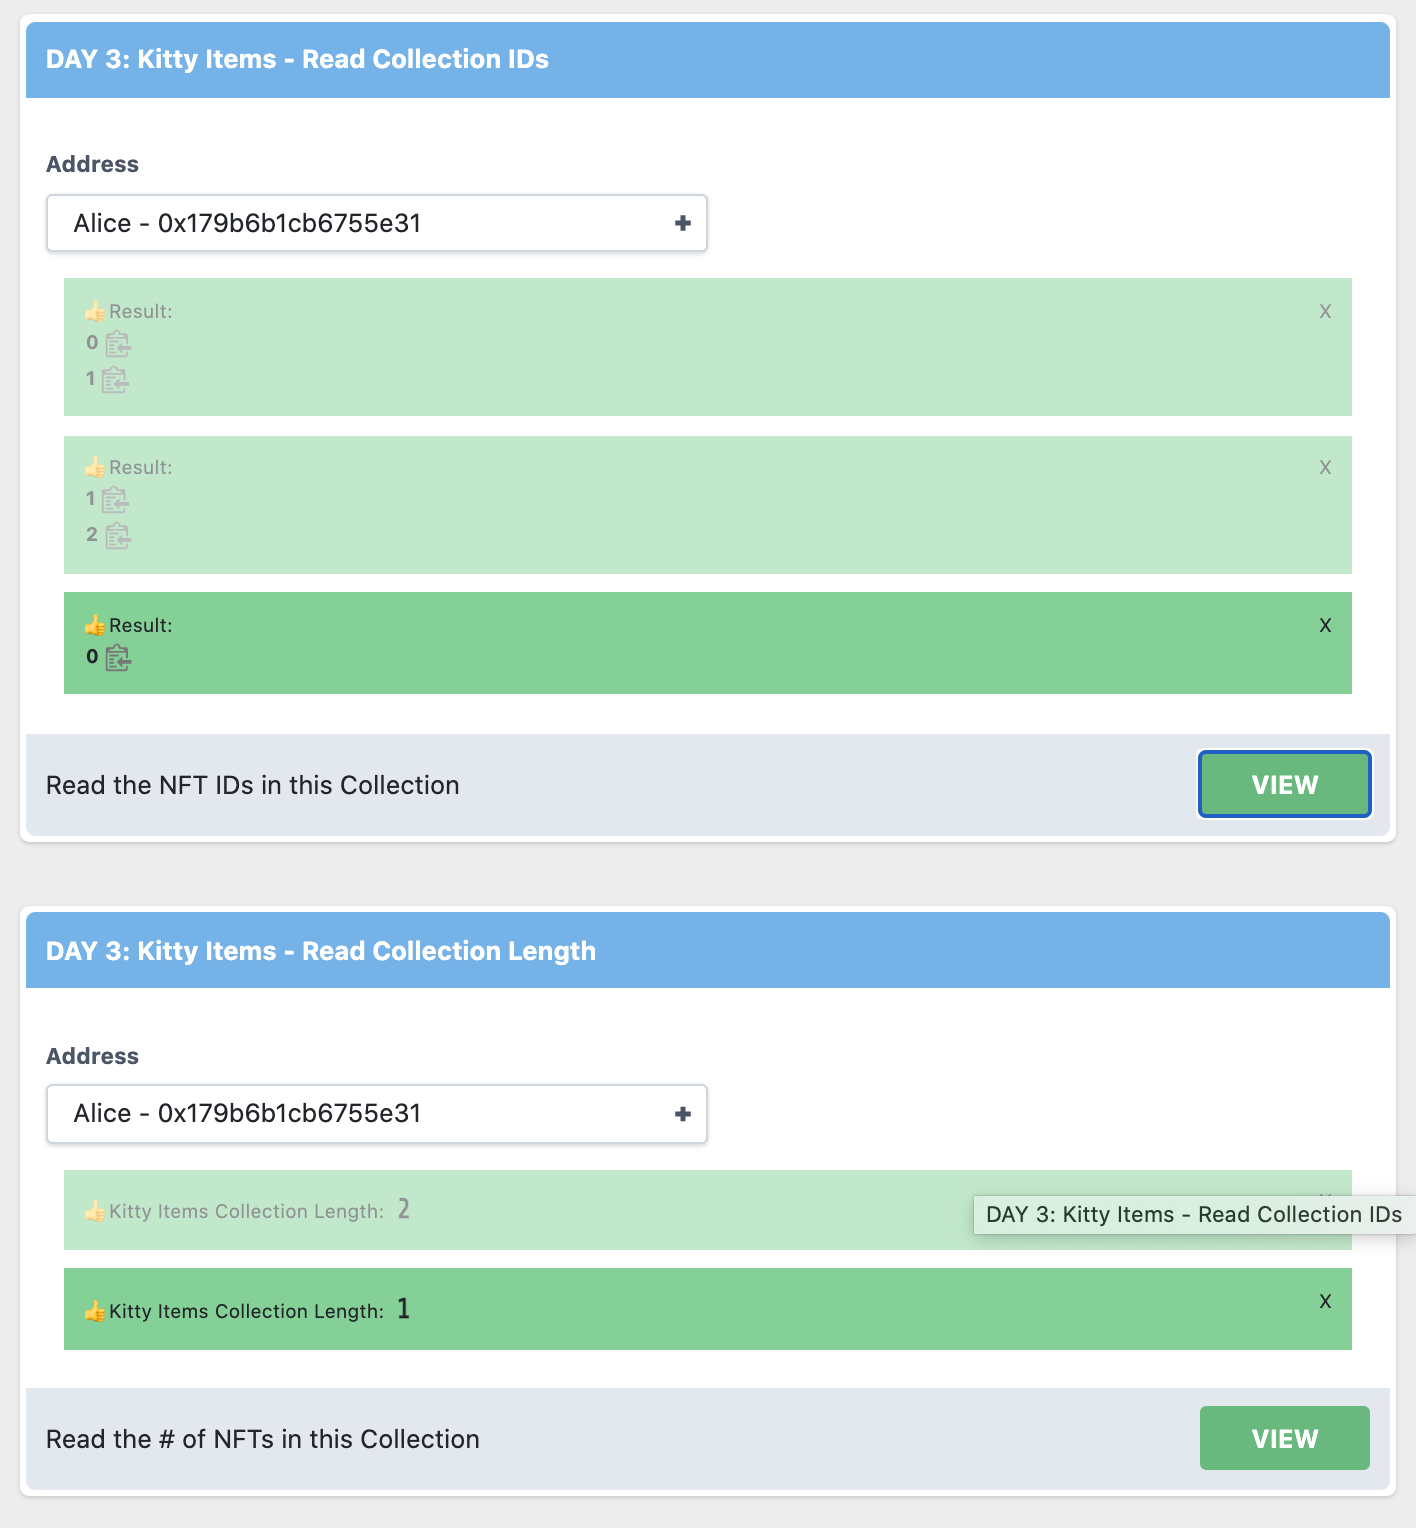 DAY 3: Kitty Items - Read Collection IDs
Address
Alice - 0x179b6b1cb6755e31
👍Result: X
0
1
👍Result: X
1
2
👍Result: X
0
Read the NFT IDs in this Collection VIEW
DAY 3: Kitty Items - Read Collection Length
Address
Alice - 0x179b6b1cb6755e31
👍Kitty Items Collection Length: 2
DAY 3: Kitty Items - Read Collection IDs
👍Kitty Items Collection Length: 1 X
Read the # of NFTs in this Collection VIEW